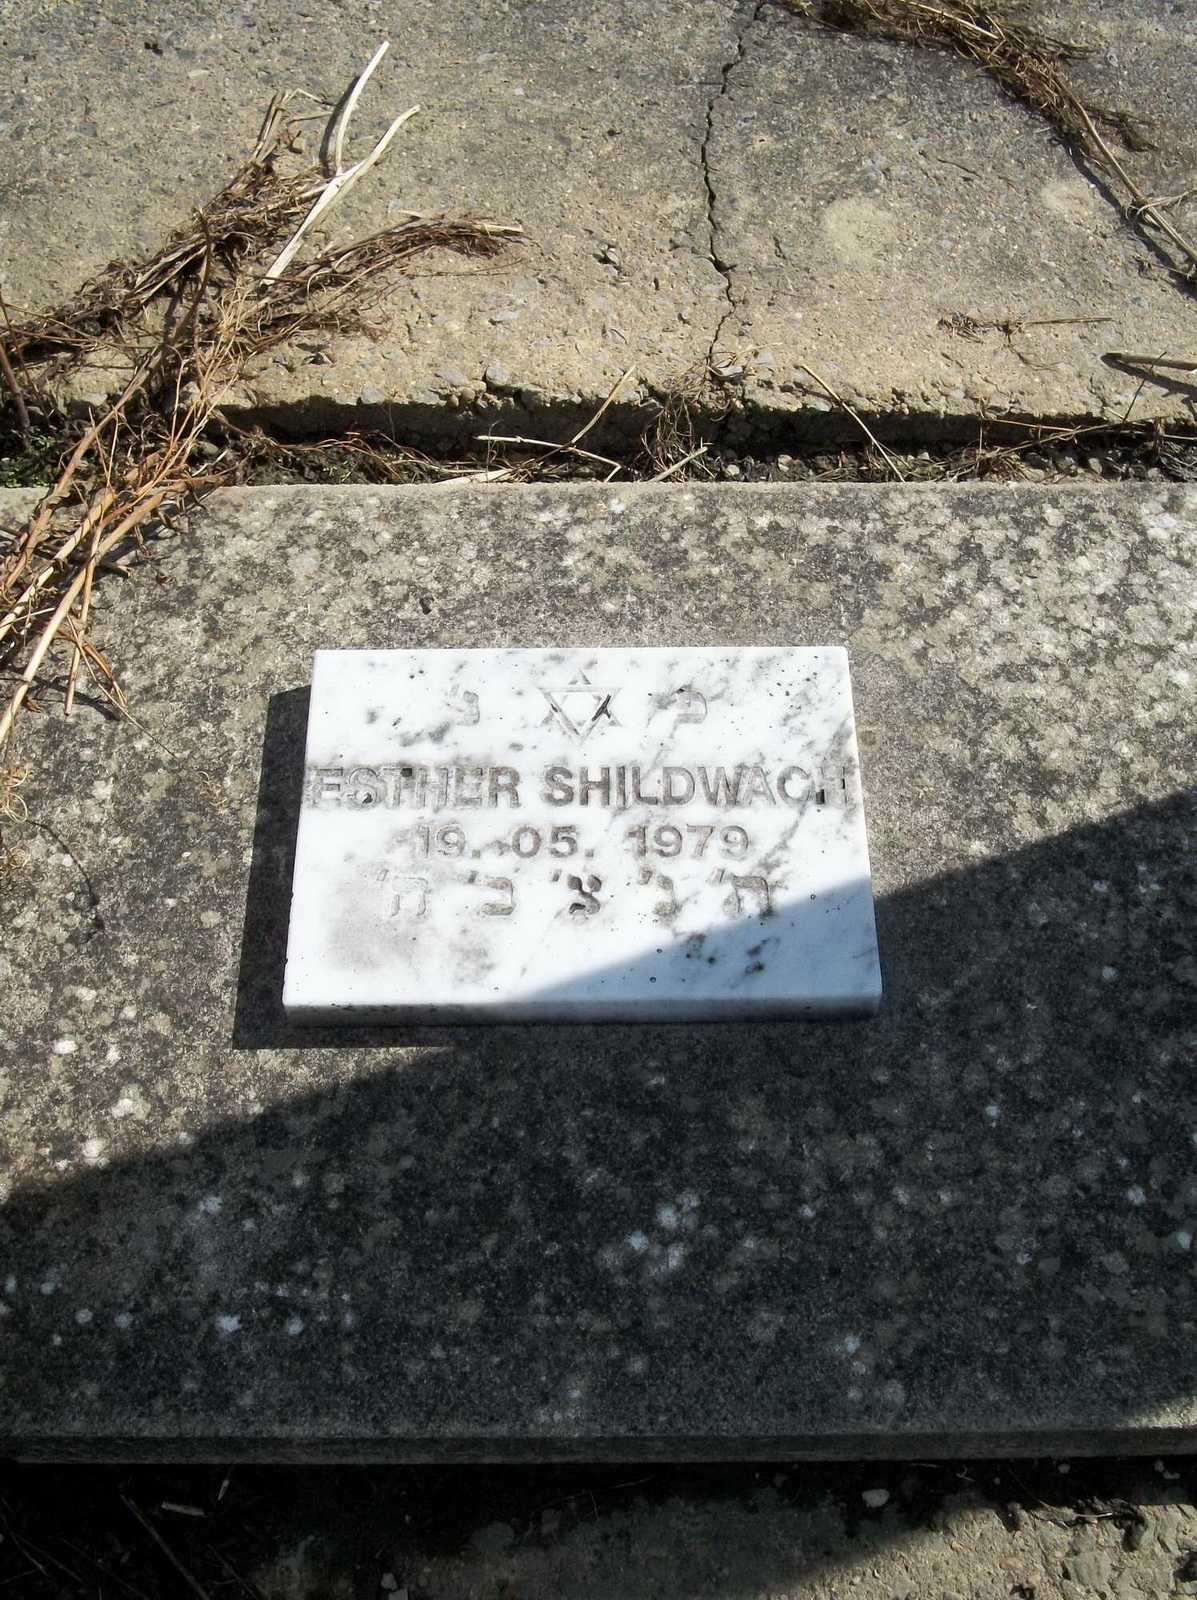 פ' נ'
ESTHER SHILDWACH
19. 05. 1979
ת' נ' צ' ב' ה'